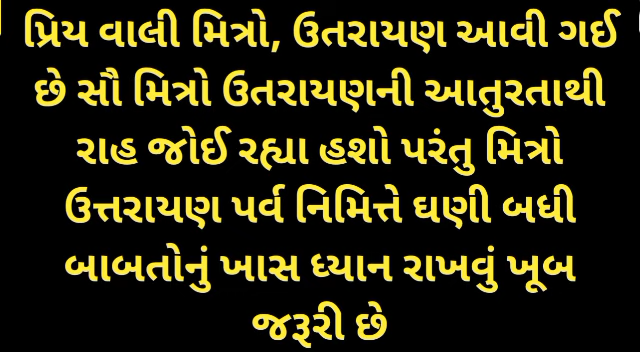 પ્રિય વાલી મિત્રો, ઉતરાયણ આવી ગઈ
છે સૌ મિત્રો ઉતરાયણની આતુરતાથી
રાહ જોઈ રહ્યા હશો પરંતુ મિત્રો
ઉત્તરાયણ પર્વ નિમિત્તે ઘણી બધી
બાબતોનું ખાસ ધ્યાન રાખવું ખૂબ
જરૂરી છે